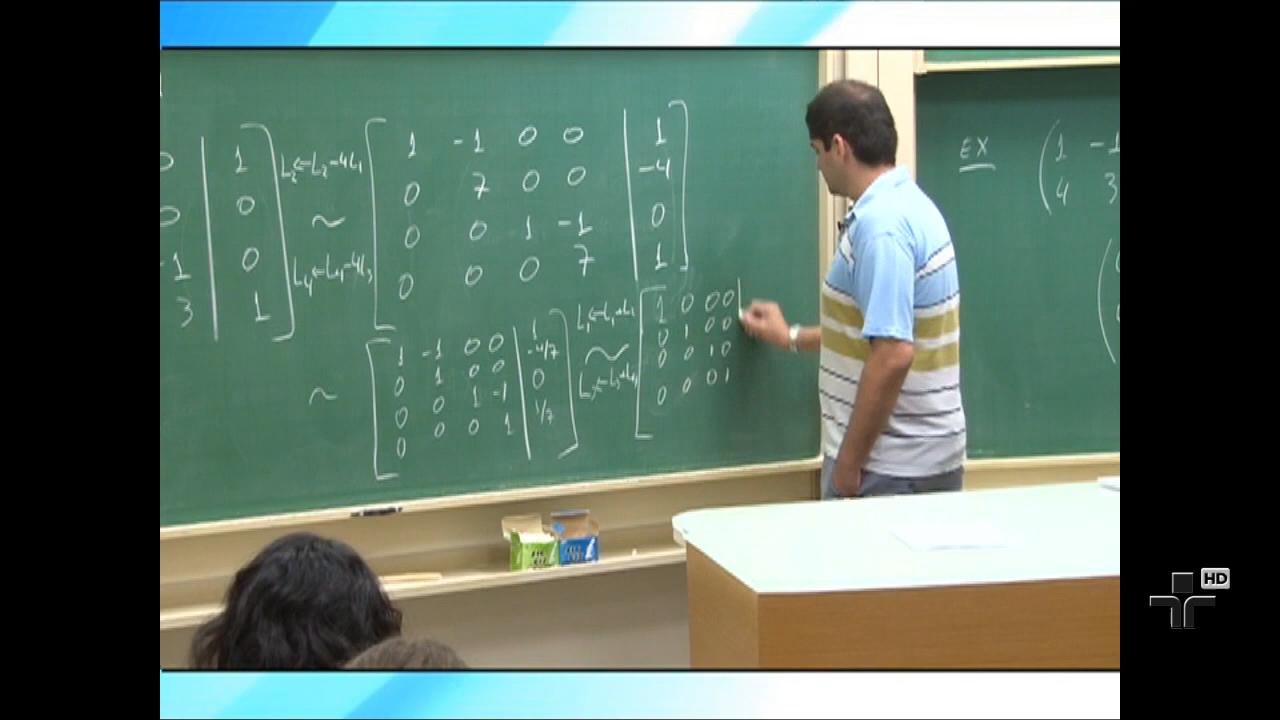 0 | 1
0 | 0
-1 | 0
3 | 1
L₂ ← L₂ - 4L₁
~
L₄ ← L₄ - 4L₃
1 -1 0 0 | 1
0 7 0 0 | -4
0 0 1 -1 | 0
0 0 0 7 | 1
~
1 -1 0 0 | 1
0 1 0 0 | -4/7
0 0 1 -1 | 0
0 0 0 1 | 1/7
L₁ ← L₁ + L₂
~
L₃ ← L₃ + L₄
1 0 0 0
0 1 0 0
0 0 1 0
0 0 0 1
EX
1 -1
4 3
HD